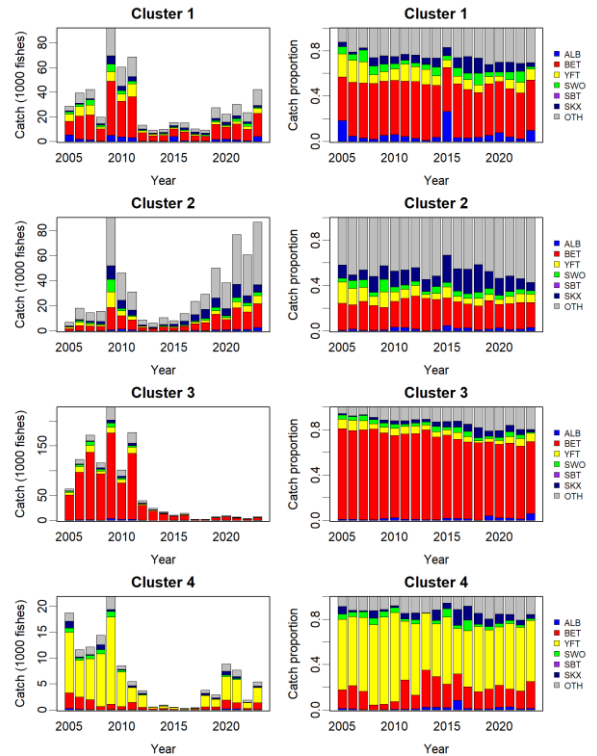 Cluster 1
Catch (1000 fishes)
80
60
40
20
0
2005 2010 2015 2020
Year
Cluster 1
Catch proportion
0.8
0.4
0.0
2005 2010 2015 2020
Year
ALB
BET
YFT
SWO
SBT
SKX
OTH
Cluster 2
Catch (1000 fishes)
80
60
40
20
0
2005 2010 2015 2020
Year
Cluster 2
Catch proportion
0.8
0.4
0.0
2005 2010 2015 2020
Year
ALB
BET
YFT
SWO
SBT
SKX
OTH
Cluster 3
Catch (1000 fishes)
150
50
0
2005 2010 2015 2020
Year
Cluster 3
Catch proportion
0.8
0.4
0.0
2005 2010 2015 2020
Year
ALB
BET
YFT
SWO
SBT
SKX
OTH
Cluster 4
Catch (1000 fishes)
20
15
10
5
0
2005 2010 2015 2020
Year
Cluster 4
Catch proportion
0.8
0.4
0.0
2005 2010 2015 2020
Year
ALB
BET
YFT
SWO
SBT
SKX
OTH